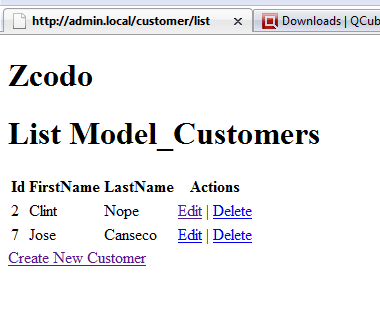 http://admin.local/customer/list Downloads | QCub
Zcodo
List Model_Customers
Id FirstName LastName Actions
2 Clint Nope Edit | Delete
7 Jose Canseco Edit | Delete
Create New Customer